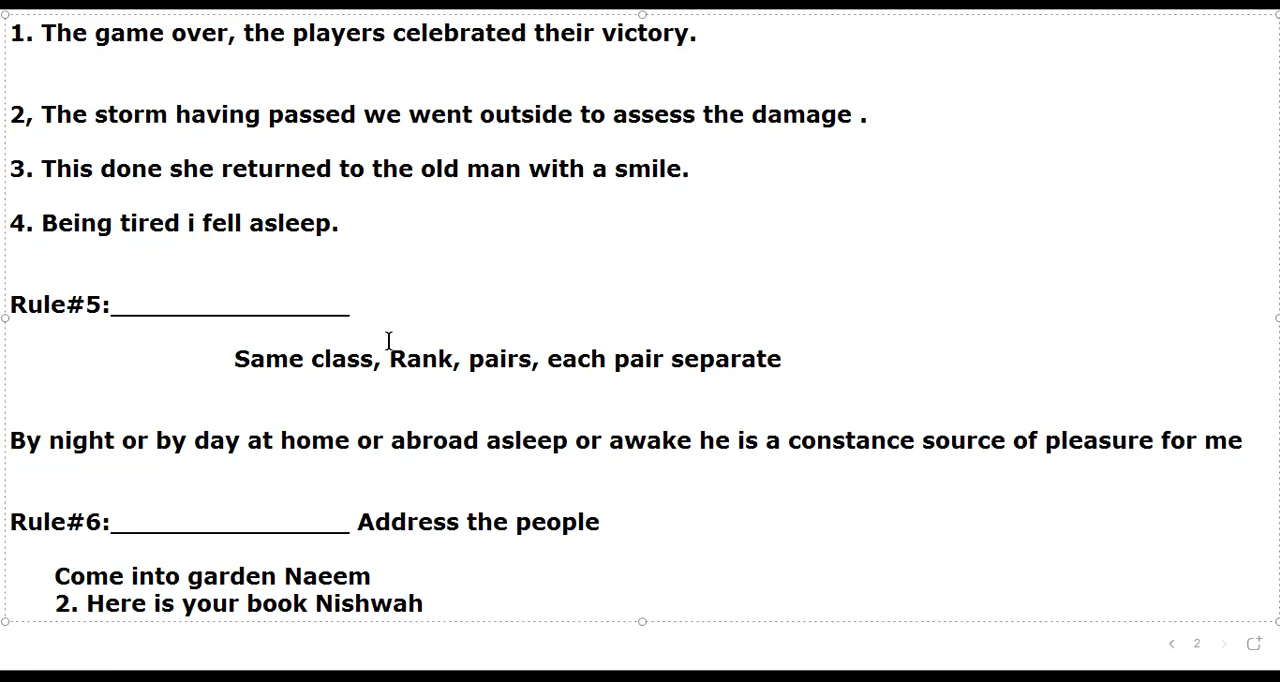 1. The game over, the players celebrated their victory.
2, The storm having passed we went outside to assess the damage .
3. This done she returned to the old man with a smile.
4. Being tired i fell asleep.
Rule#5:__________________
Same class, Rank, pairs, each pair separate
By night or by day at home or abroad asleep or awake he is a constance source of pleasure for me
Rule#6:__________________ Address the people
Come into garden Naeem
2. Here is your book Nishwah
2